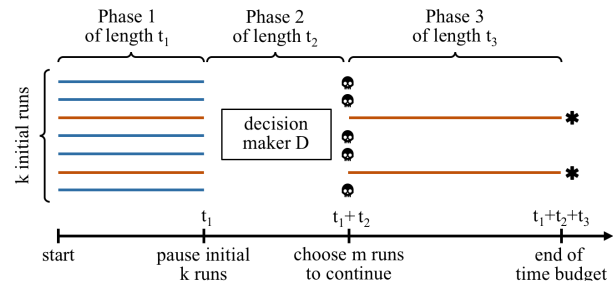 Phase 1
of length t₁
Phase 2
of length t₂
Phase 3
of length t₃
k initial runs
decision
maker D
t₁
t₁+ t₂
t₁+t₂+t₃
start
pause initial
k runs
choose m runs
to continue
end of
time budget